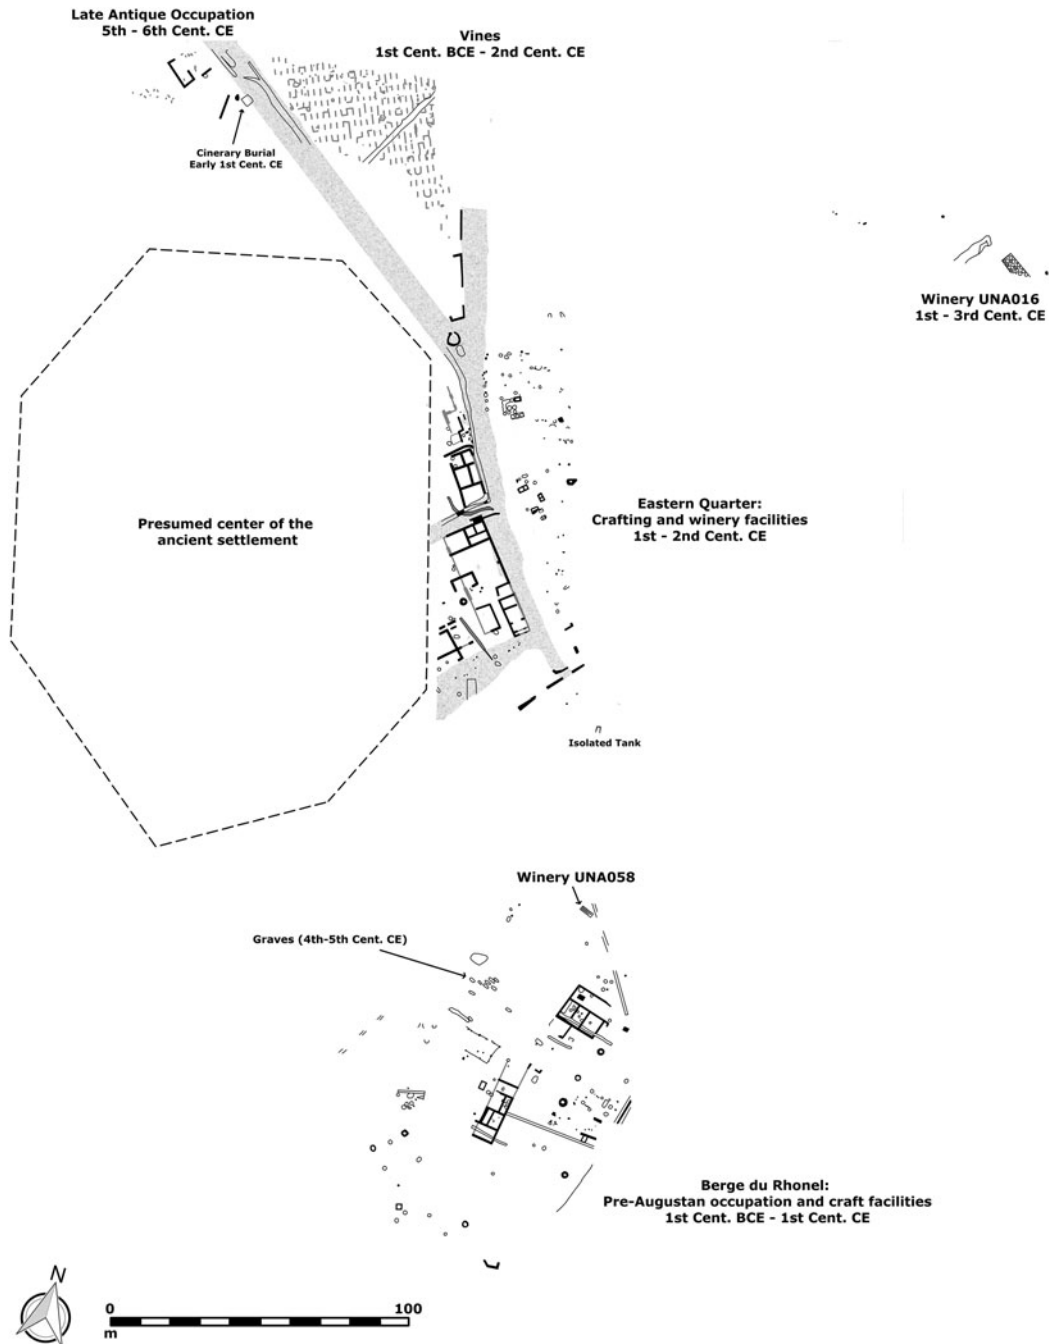 Late Antique Occupation
5th - 6th Cent. CE
Vines
1st Cent. BCE - 2nd Cent. CE
Cinerary Burial
Early 1st Cent. CE
Winery UNA016
1st - 3rd Cent. CE
Presumed center of the
ancient settlement
Eastern Quarter:
Crafting and winery facilities
1st - 2nd Cent. CE
Isolated Tank
Winery UNA058
Graves (4th-5th Cent. CE)
Berge du Rhonel:
Pre-Augustan occupation and craft facilities
1st Cent. BCE - 1st Cent. CE
N
0 100
m